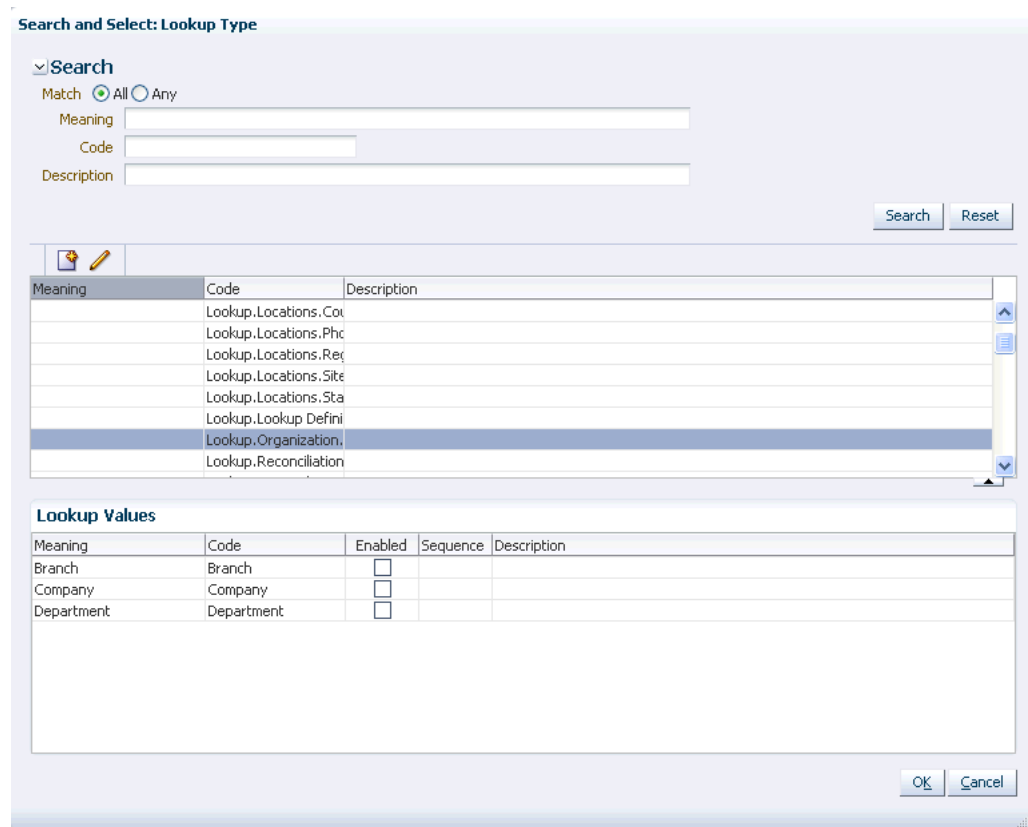 Search and Select: Lookup Type
Search
Match All Any
Meaning
Code
Description
Search Reset
Meaning Code Description
Lookup.Locations.Cou
Lookup.Locations.Pho
Lookup.Locations.Reg
Lookup.Locations.Site
Lookup.Locations.Sta
Lookup.Lookup Defini
Lookup.Organization.
Lookup.Reconciliation
Lookup Values
Meaning Code Enabled Sequence Description
Branch Branch
Company Company
Department Department
OK Cancel